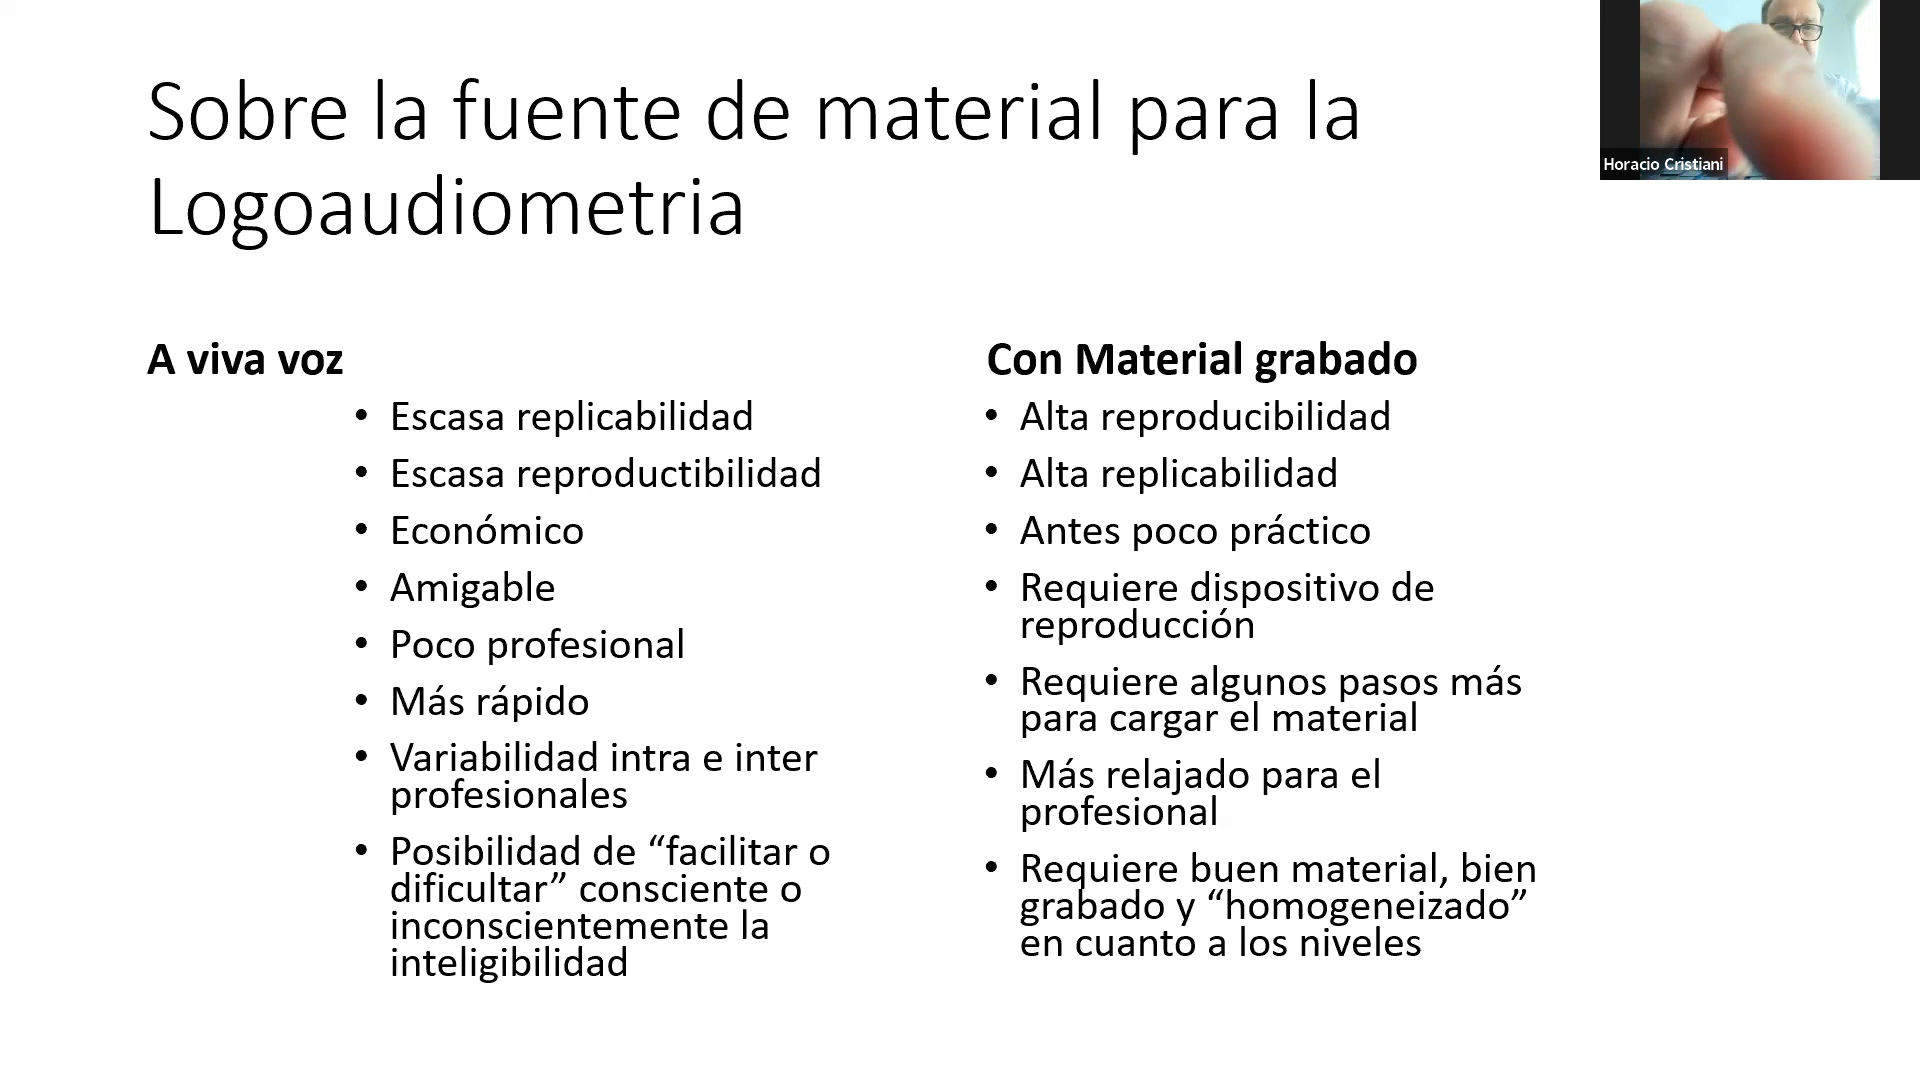 Sobre la fuente de material para la
Logoaudiometria
Horacio Cristiani
A viva voz
• Escasa replicabilidad
• Escasa reproductibilidad
• Económico
• Amigable
• Poco profesional
• Más rápido
• Variabilidad intra e inter
profesionales
• Posibilidad de “facilitar o
dificultar” consciente o
inconscientemente la
inteligibilidad
Con Material grabado
• Alta reproducibilidad
• Alta replicabilidad
• Antes poco práctico
• Requiere dispositivo de
reproducción
• Requiere algunos pasos más
para cargar el material
• Más relajado para el
profesional
• Requiere buen material, bien
grabado y “homogeneizado”
en cuanto a los niveles